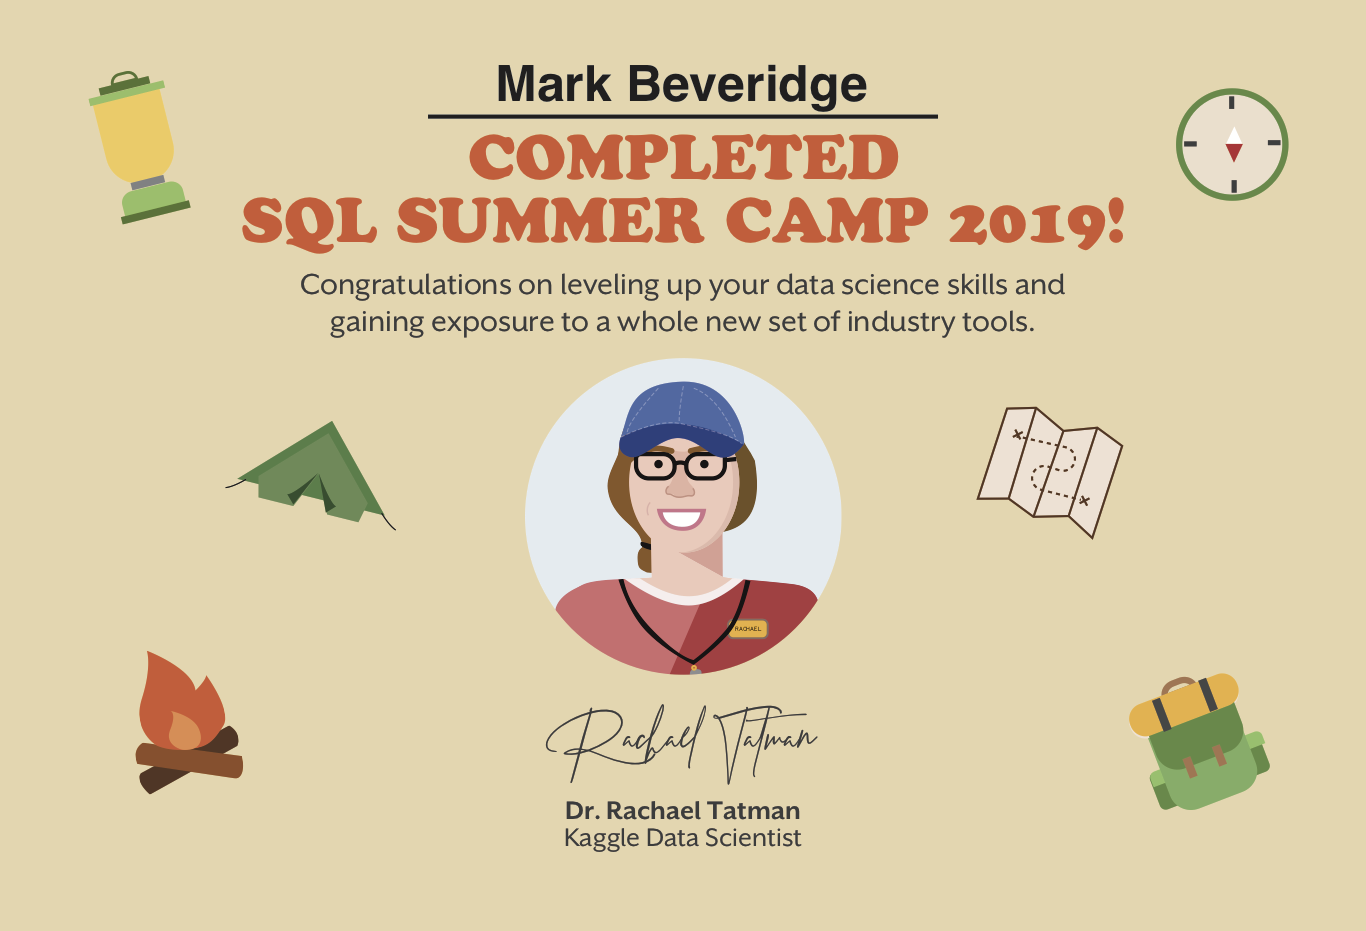 Mark Beveridge
COMPLETED
SQL SUMMER CAMP 2019!
Congratulations on leveling up your data science skills and
gaining exposure to a whole new set of industry tools.
RACHAEL
Rachael Tatman
Dr. Rachael Tatman
Kaggle Data Scientist